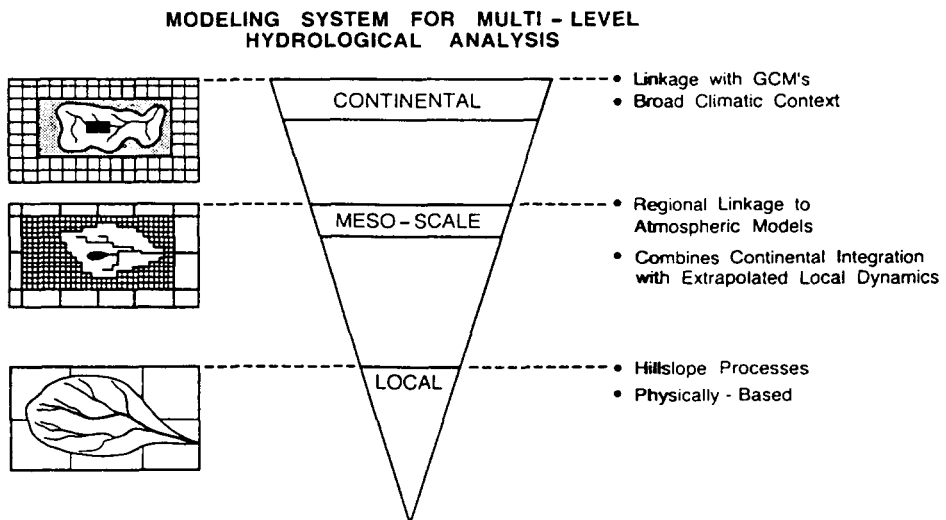 MODELING SYSTEM FOR MULTI - LEVEL
HYDROLOGICAL ANALYSIS
CONTINENTAL
• Linkage with GCM's
• Broad Climatic Context
MESO - SCALE
• Regional Linkage to
Atmospheric Models
• Combines Continental Integration
with Extrapolated Local Dynamics
LOCAL
• Hillslope Processes
• Physically - Based